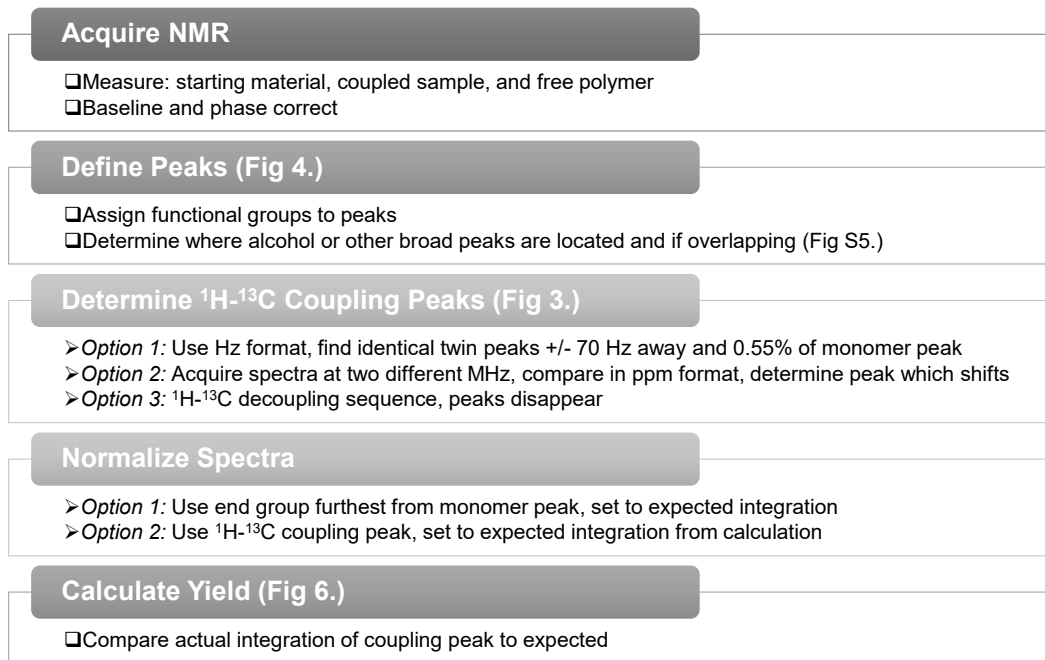 Acquire NMR
❑Measure: starting material, coupled sample, and free polymer
❑Baseline and phase correct
Define Peaks (Fig 4.)
❑Assign functional groups to peaks
❑Determine where alcohol or other broad peaks are located and if overlapping (Fig S5.)
Determine ¹H-¹³C Coupling Peaks (Fig 3.)
➢Option 1: Use Hz format, find identical twin peaks +/- 70 Hz away and 0.55% of monomer peak
➢Option 2: Acquire spectra at two different MHz, compare in ppm format, determine peak which shifts
➢Option 3: ¹H-¹³C decoupling sequence, peaks disappear
Normalize Spectra
➢Option 1: Use end group furthest from monomer peak, set to expected integration
➢Option 2: Use ¹H-¹³C coupling peak, set to expected integration from calculation
Calculate Yield (Fig 6.)
❑Compare actual integration of coupling peak to expected